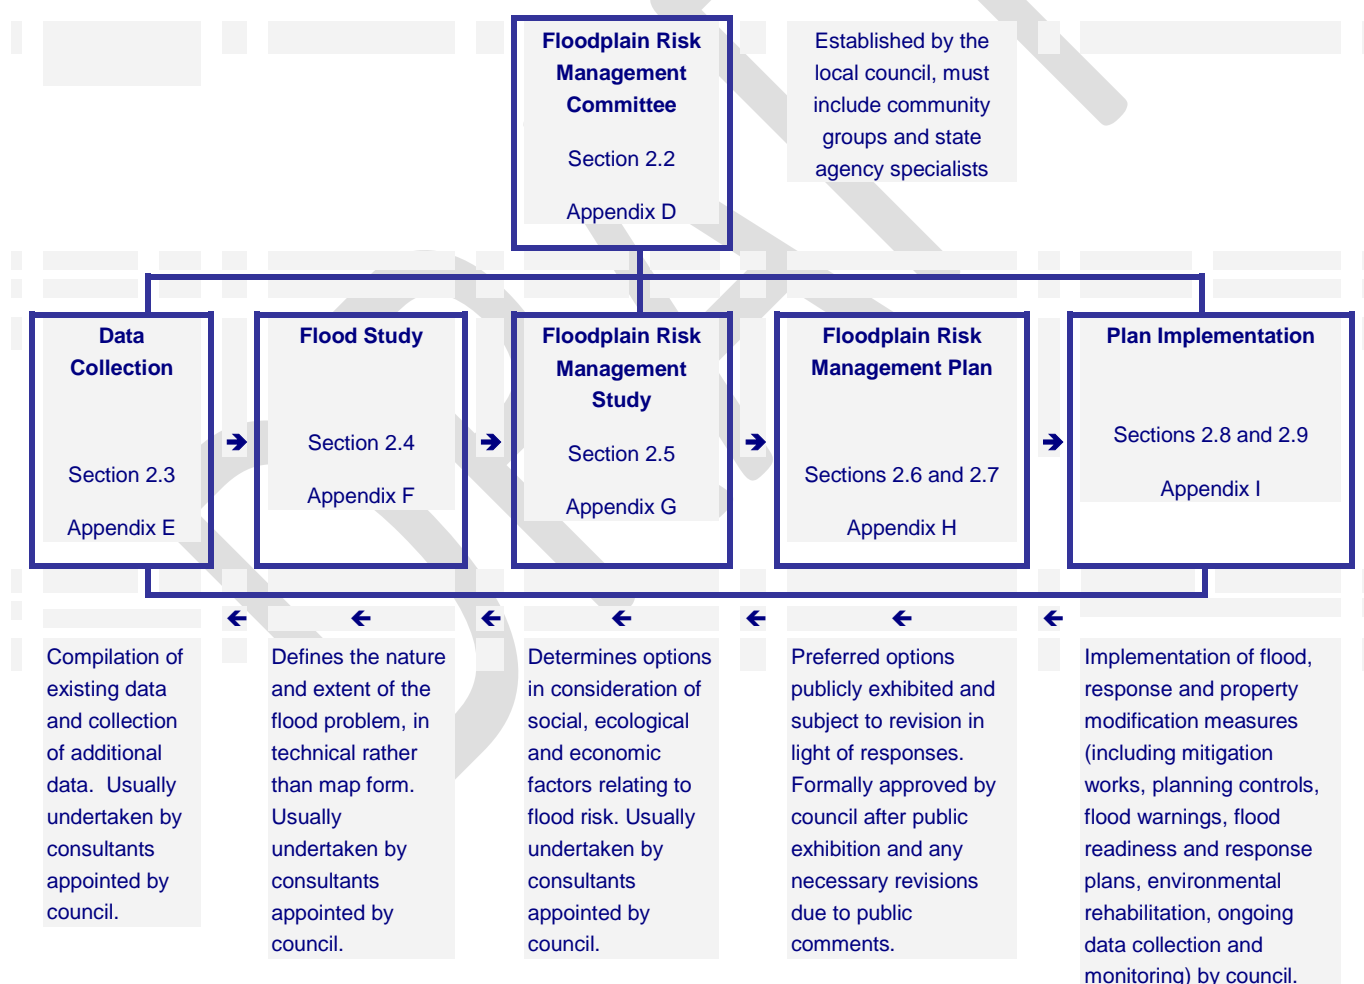 Floodplain Risk
Management
Committee
Section 2.2
Appendix D
Established by the
local council, must
include community
groups and state
agency specialists
Data
Collection
Section 2.3
Appendix E
Flood Study
Section 2.4
Appendix F
Floodplain Risk
Management
Study
Section 2.5
Appendix G
Floodplain Risk
Management Plan
Sections 2.6 and 2.7
Appendix H
Plan Implementation
Sections 2.8 and 2.9
Appendix I
Compilation of
existing data
and collection
of additional
data. Usually
undertaken by
consultants
appointed by
council.
Defines the nature
and extent of the
flood problem, in
technical rather
than map form.
Usually
undertaken by
consultants
appointed by
council.
Determines options
in consideration of
social, ecological
and economic
factors relating to
flood risk. Usually
undertaken by
consultants
appointed by
council.
Preferred options
publicly exhibited and
subject to revision in
light of responses.
Formally approved by
council after public
exhibition and any
necessary revisions
due to public
comments.
Implementation of flood,
response and property
modification measures
(including mitigation
works, planning controls,
flood warnings, flood
readiness and response
plans, environmental
rehabilitation, ongoing
data collection and
monitoring) by council.